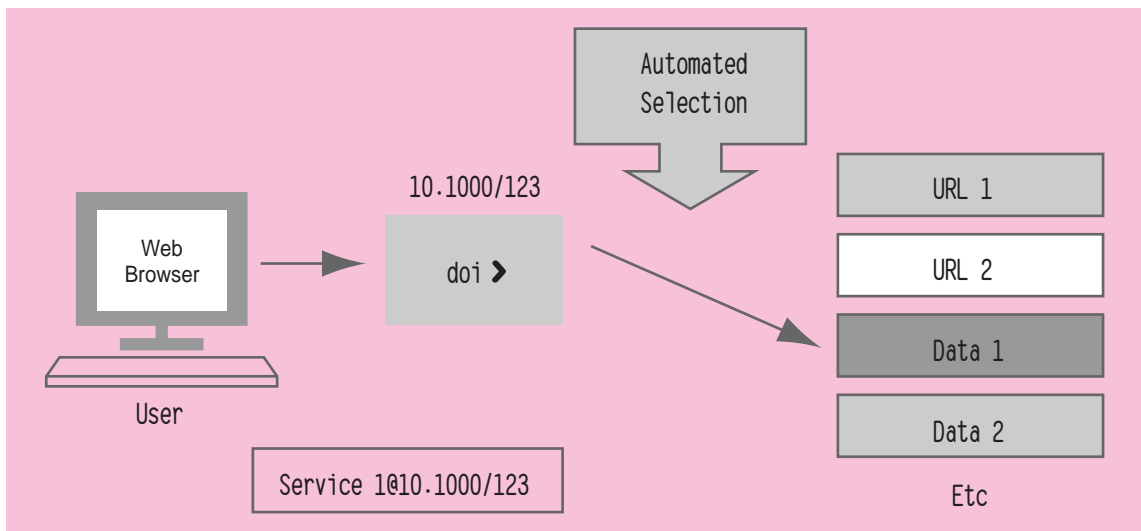 Automated
Selection
10.1000/123
Web
Browser
doi >
URL 1
URL 2
Data 1
Data 2
User
Service 1@10.1000/123
Etc